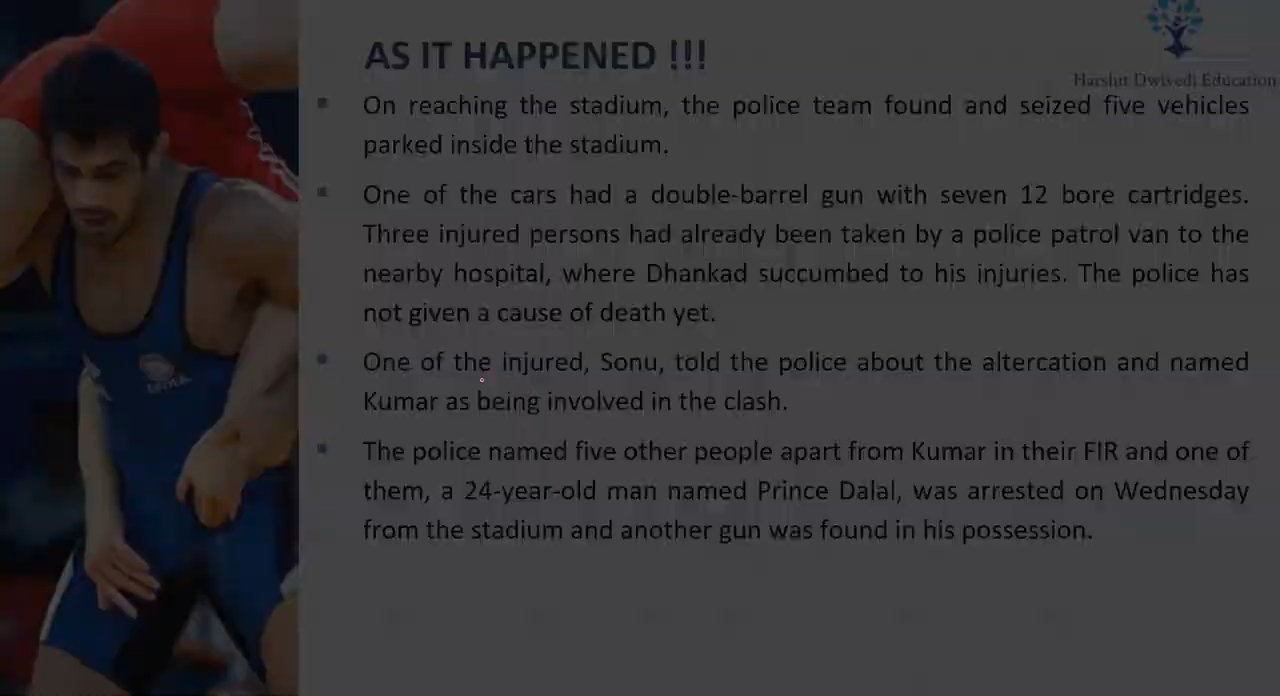 AS IT HAPPENED !!!
Harshit Dwivedi Education
On reaching the stadium, the police team found and seized five vehicles
parked inside the stadium.
One of the cars had a double-barrel gun with seven 12 bore cartridges.
Three injured persons had already been taken by a police patrol van to the
nearby hospital, where Dhankad succumbed to his injuries. The police has
not given a cause of death yet.
One of the injured, Sonu, told the police about the altercation and named
Kumar as being involved in the clash.
The police named five other people apart from Kumar in their FIR and one of
them, a 24-year-old man named Prince Dalal, was arrested on Wednesday
from the stadium and another gun was found in his possession.